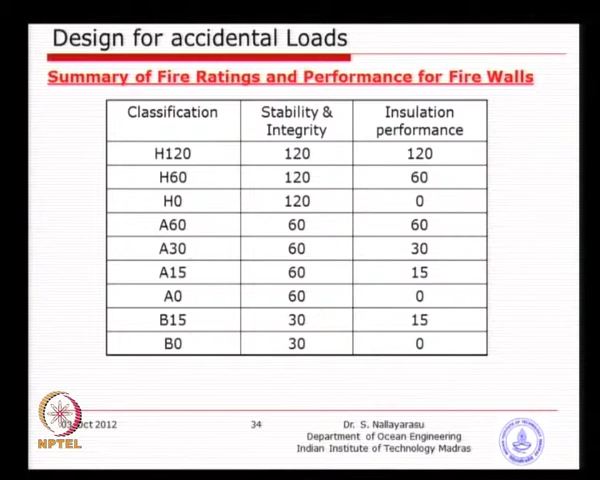 Design for accidental Loads
Summary of Fire Ratings and Performance for Fire Walls
Classification Stability & Integrity Insulation performance
H120 120 120
H60 120 60
H0 120 0
A60 60 60
A30 60 30
A15 60 15
A0 60 0
B15 30 15
B0 30 0
03 Oct 2012 34 Dr. S. Nallayarasu
Department of Ocean Engineering
Indian Institute of Technology Madras
NPTEL